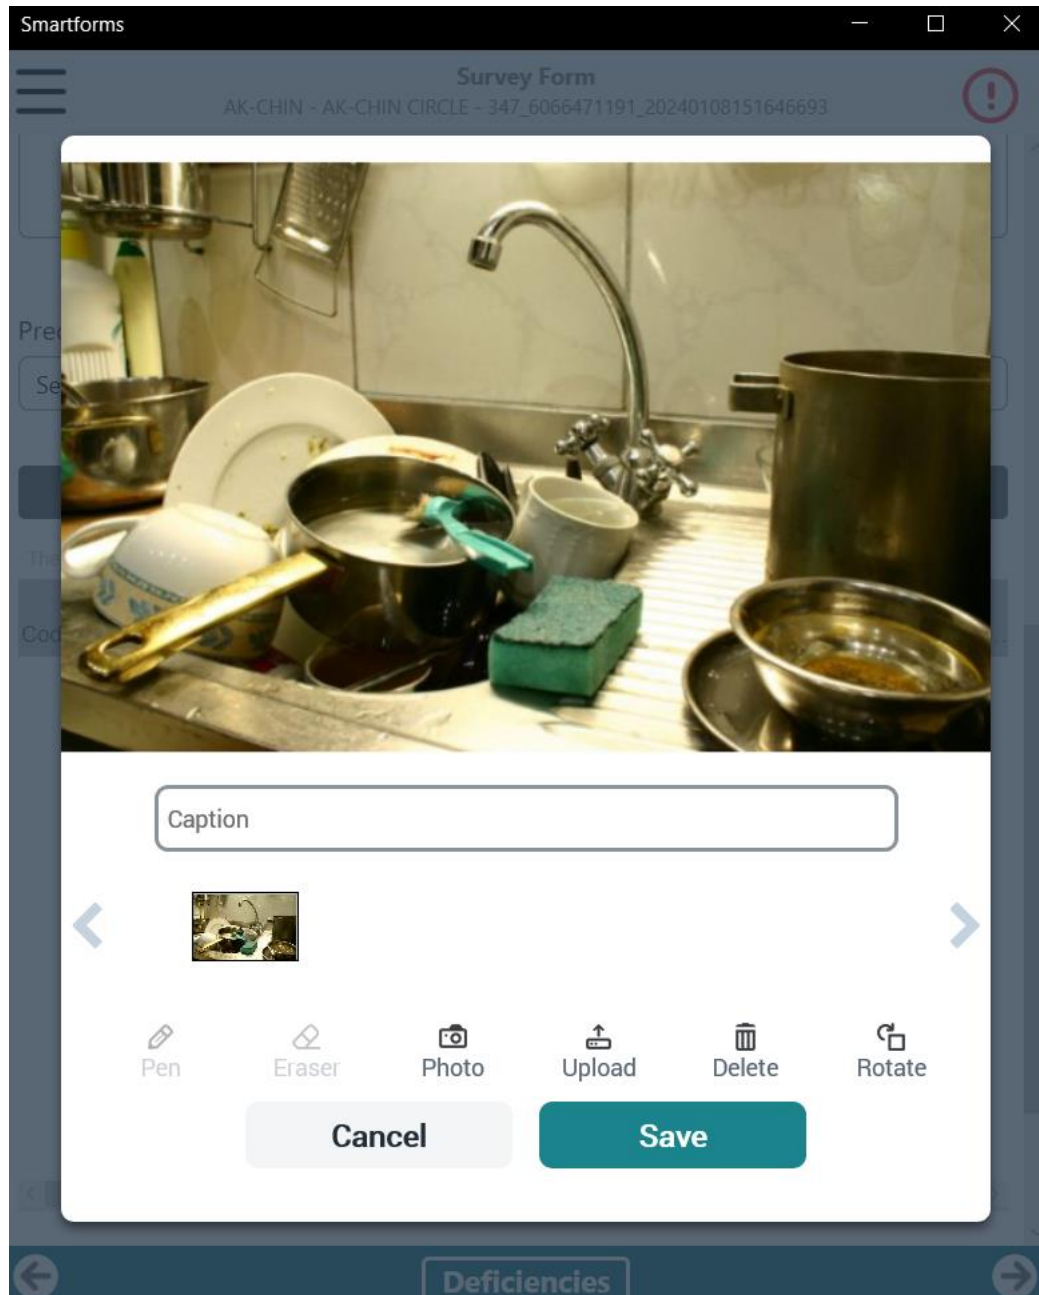 Smartforms
Survey Form
AK-CHIN - AK-CHIN CIRCLE - 347_6066471191_20240108151646693
Caption
Pen
Eraser
Photo
Upload
Delete
Rotate
Cancel
Save
Deficiencies